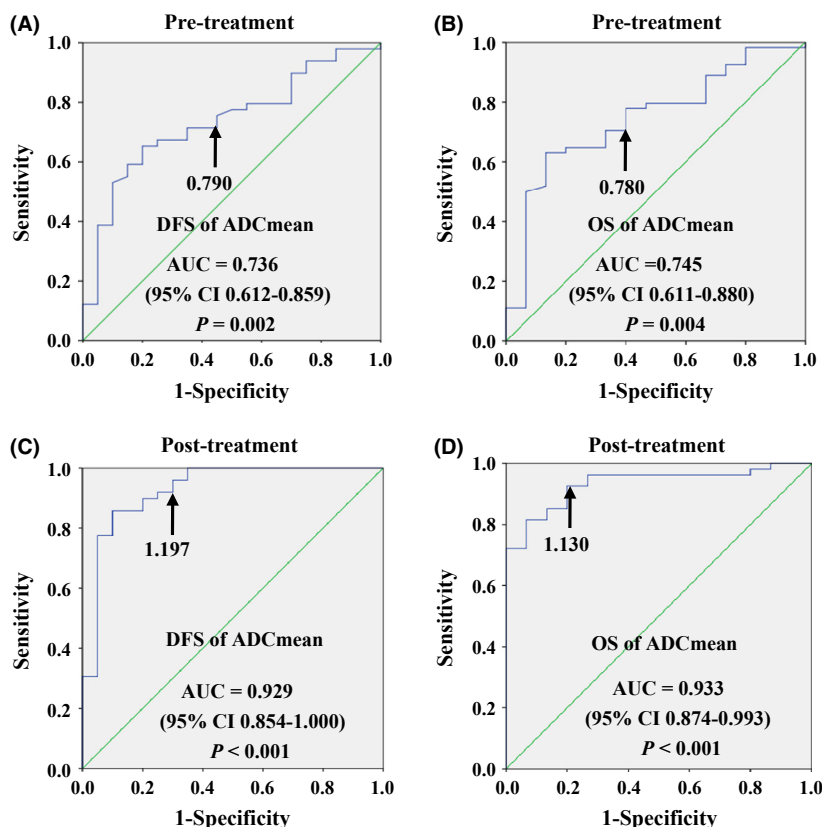 (A)
Pre-treatment
1.0
0.8
0.6
0.4
0.2
0.0
Sensitivity
0.790
DFS of ADCmean
AUC = 0.736
(95% CI 0.612-0.859)
P = 0.002
0.0 0.2 0.4 0.6 0.8 1.0
1-Specificity
(B)
Pre-treatment
1.0
0.8
0.6
0.4
0.2
0.0
Sensitivity
0.780
OS of ADCmean
AUC =0.745
(95% CI 0.611-0.880)
P = 0.004
0.0 0.2 0.4 0.6 0.8 1.0
1-Specificity
(C)
Post-treatment
1.0
0.8
0.6
0.4
0.2
0.0
Sensitivity
1.197
DFS of ADCmean
AUC = 0.929
(95% CI 0.854-1.000)
P < 0.001
0.0 0.2 0.4 0.6 0.8 1.0
1-Specificity
(D)
Post-treatment
1.0
0.8
0.6
0.4
0.2
0.0
Sensitivity
1.130
OS of ADCmean
AUC = 0.933
(95% CI 0.874-0.993)
P < 0.001
0.0 0.2 0.4 0.6 0.8 1.0
1-Specificity